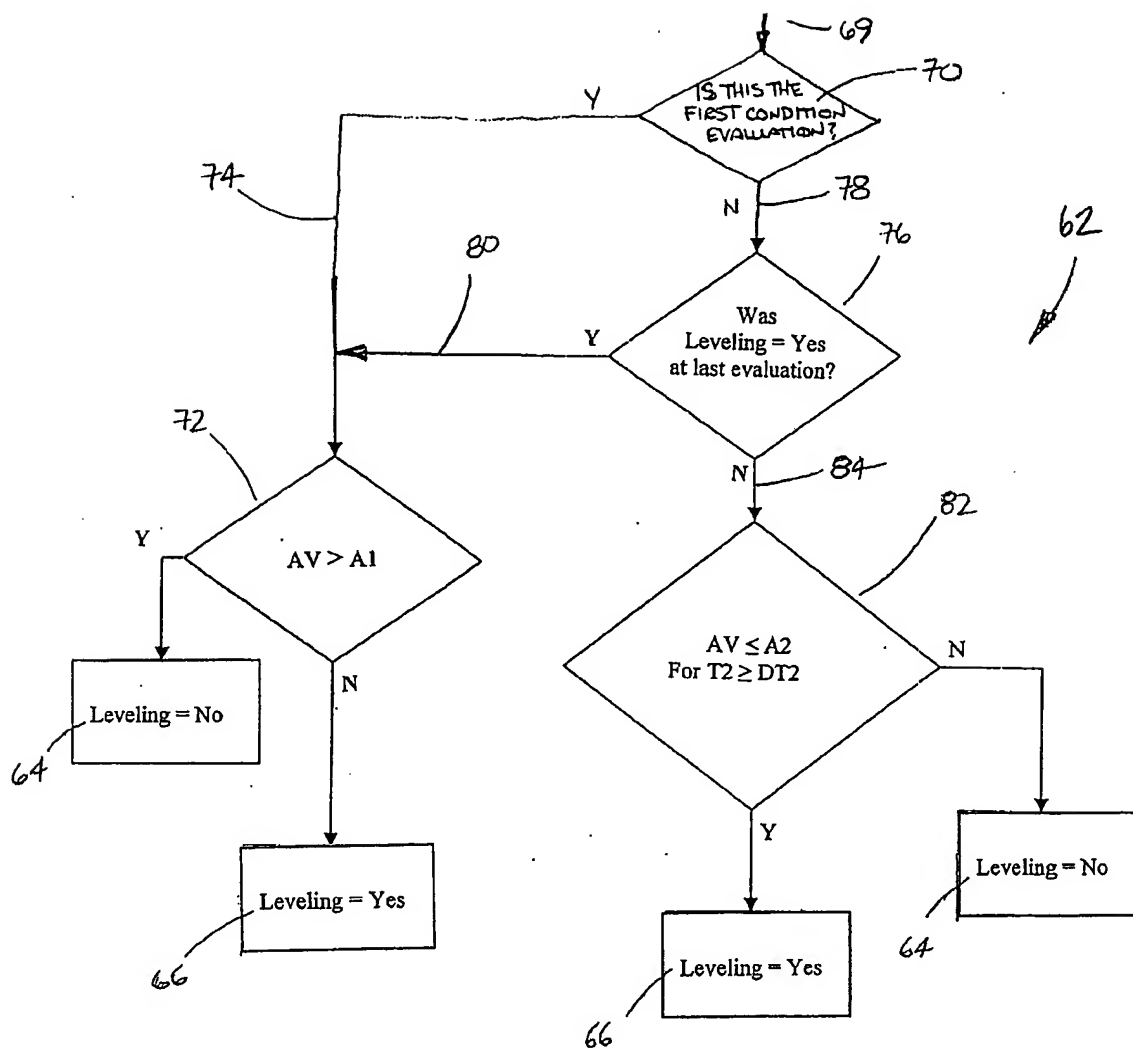 69
70
IS THIS THE
FIRST CONDITION
EVALUATION?
Y
74
N
78
62
80
76
Was
Leveling = Yes
at last evaluation?
Y
72
N
84
82
Y
AV > A1
AV ≤ A2
For T2 ≥ DT2
N
N
Leveling = No
64
Y
Leveling = No
Leveling = Yes
64
66
Leveling = Yes
66